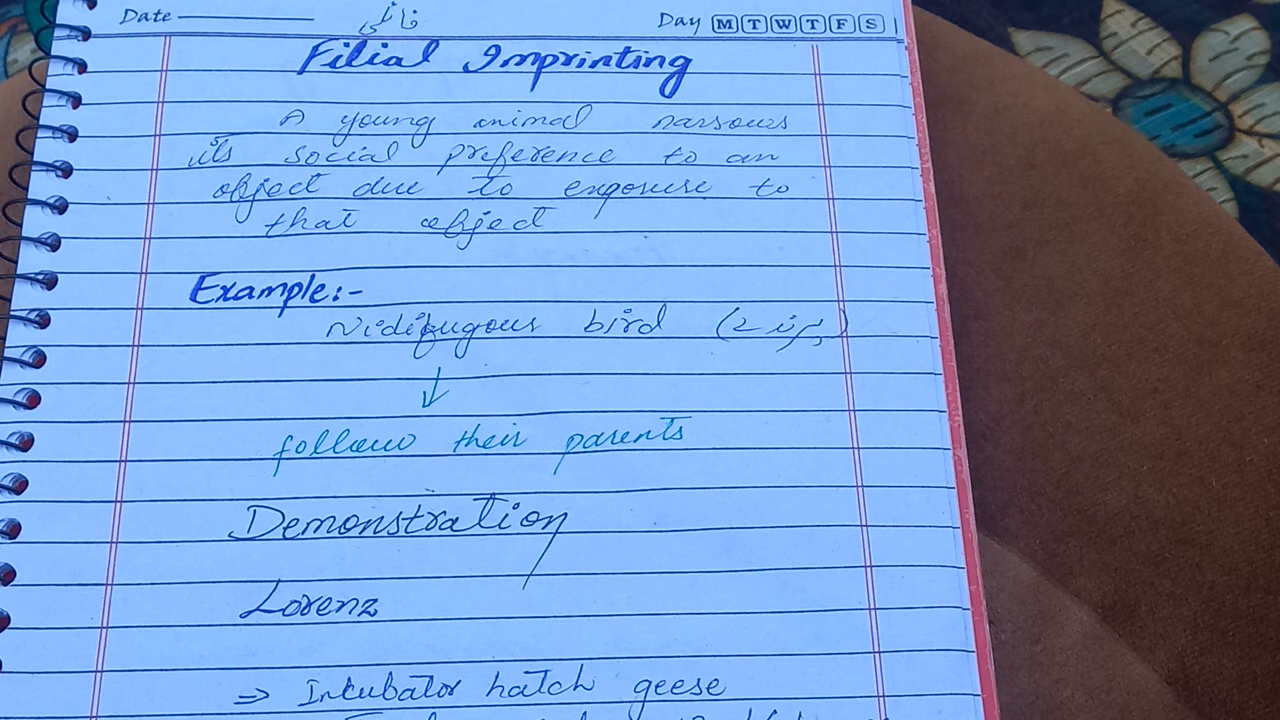 Date
Day M T W T F S
Filial Imprinting
A young animal narrows
its social preference to an
object due to exposure to
that object
Example:-
Nidifugous bird
↓
follow their parents
Demonstration
Lorenz
⇒ Incubator hatch geese